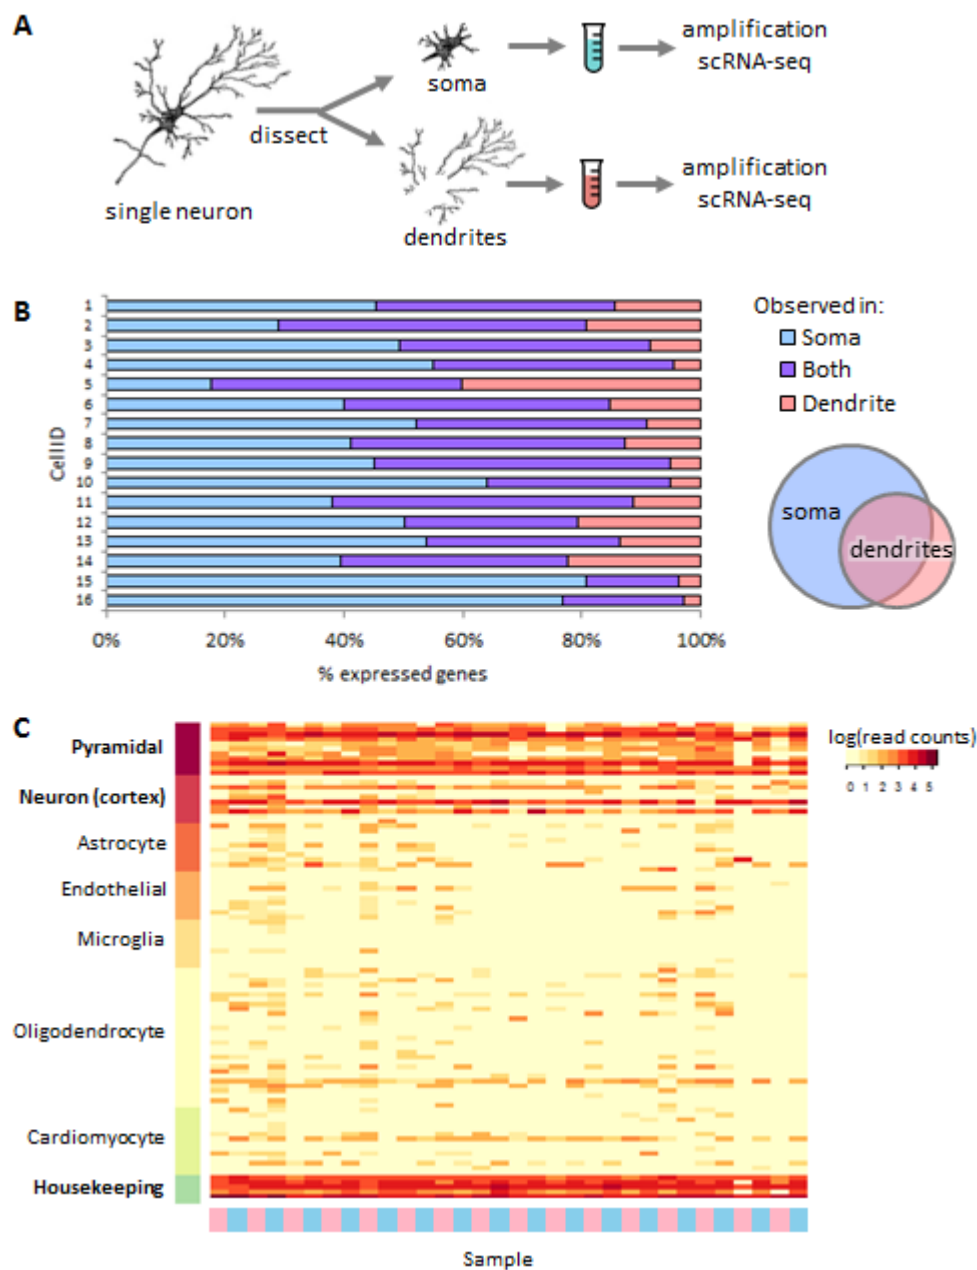 A
single neuron
dissect
soma
dendrites
amplification
scRNA-seq
amplification
scRNA-seq
B
Cell ID
1
2
3
4
5
6
7
8
9
10
11
12
13
14
15
16
0%
20%
40%
60%
80%
100%
% expressed genes
Observed in:
Soma
Both
Dendrite
soma
dendrites
C
Pyramidal
Neuron (cortex)
Astrocyte
Endothelial
Microglia
Oligodendrocyte
Cardiomyocyte
Housekeeping
Sample
log(read counts)
0 1 2 3 4 5